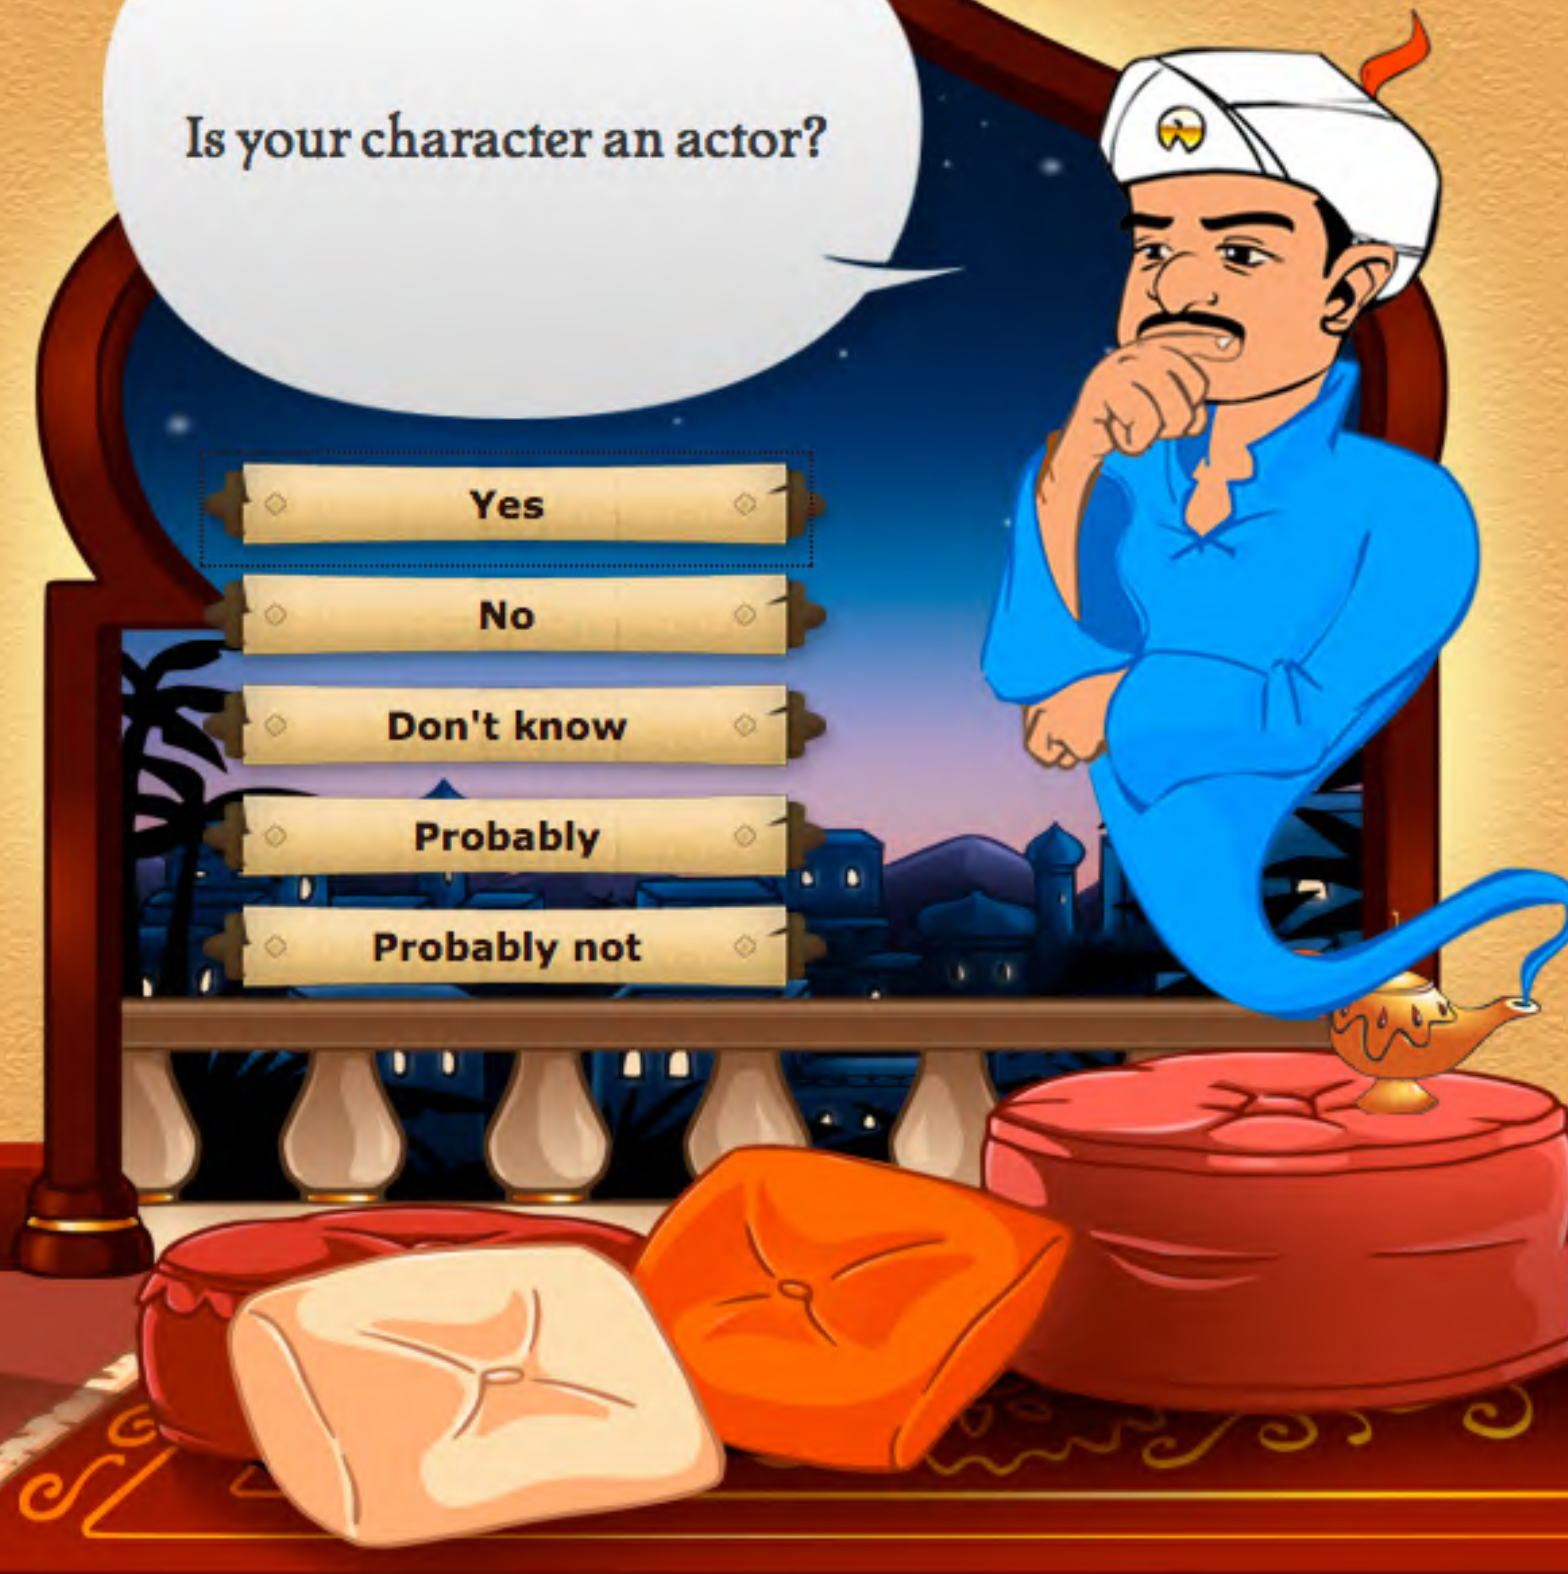 Is your character an actor?
Yes
No
Don't know
Probably
Probably not